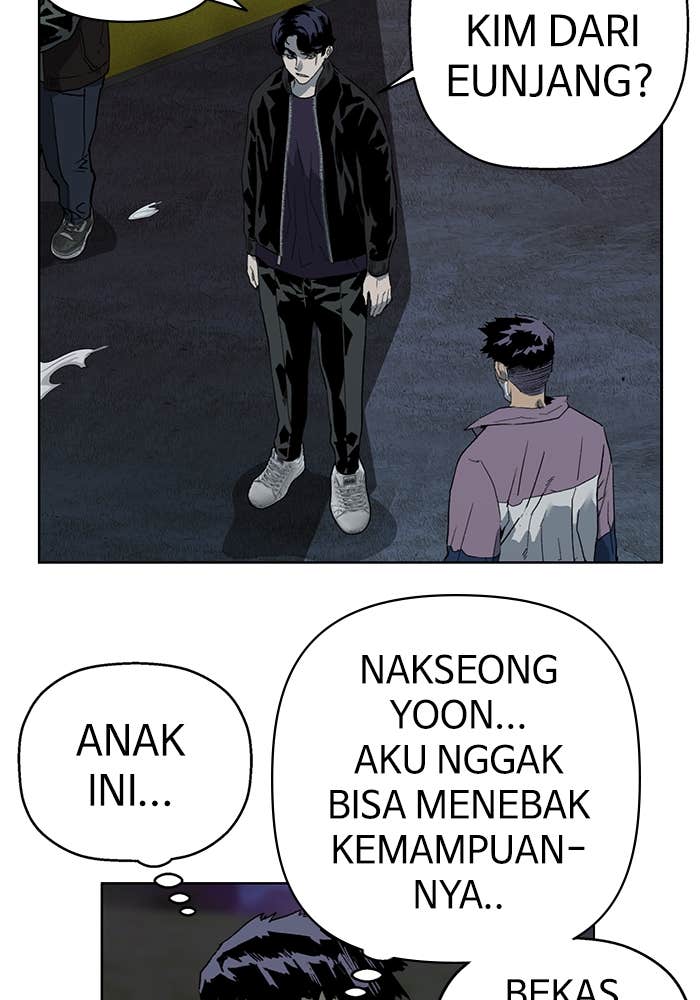 KIM DARI
EUNJANG?
ANAK
INI...
NAKSEONG
YOON...
AKU NGGAK
BISA MENEBAK
KEMAMPUAN-
NYA..
BEKAS